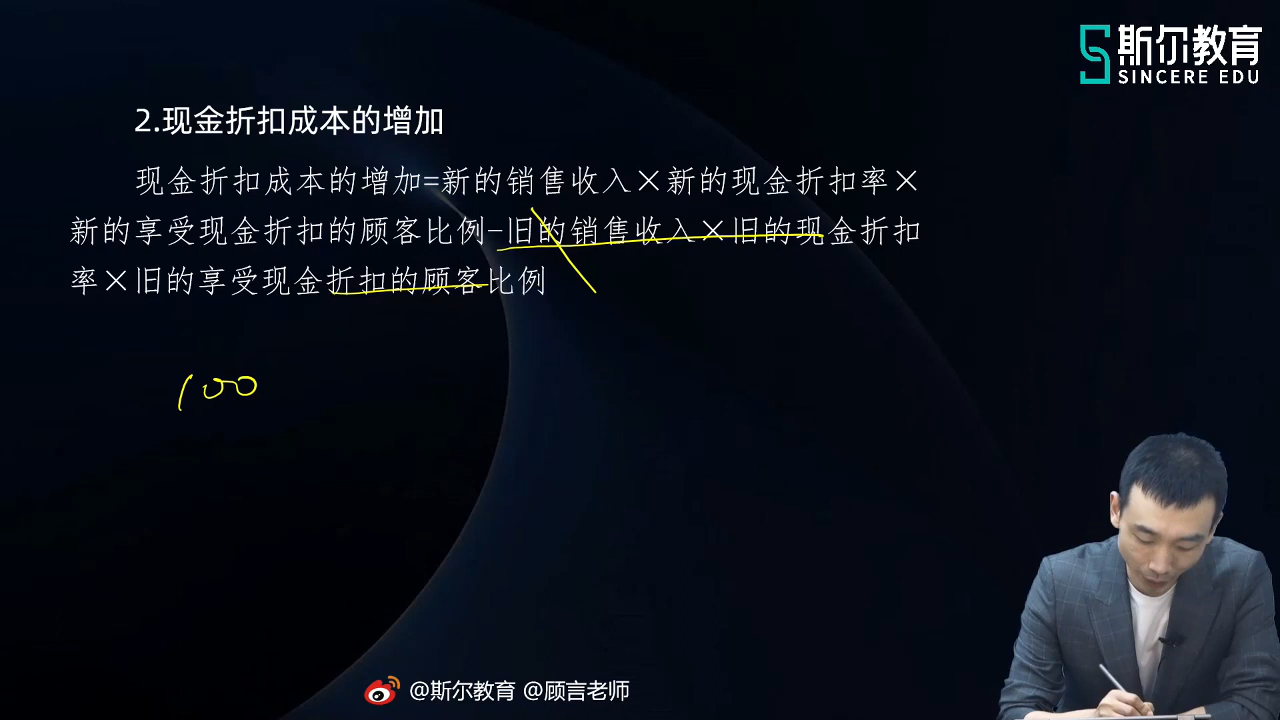 斯尔教育
SINCERE EDU
2.现金折扣成本的增加
现金折扣成本的增加=新的销售收入×新的现金折扣率×
新的享受现金折扣的顾客比例-旧的销售收入×旧的现金折扣
率×旧的享受现金折扣的顾客比例
100
@斯尔教育 @顾言老师